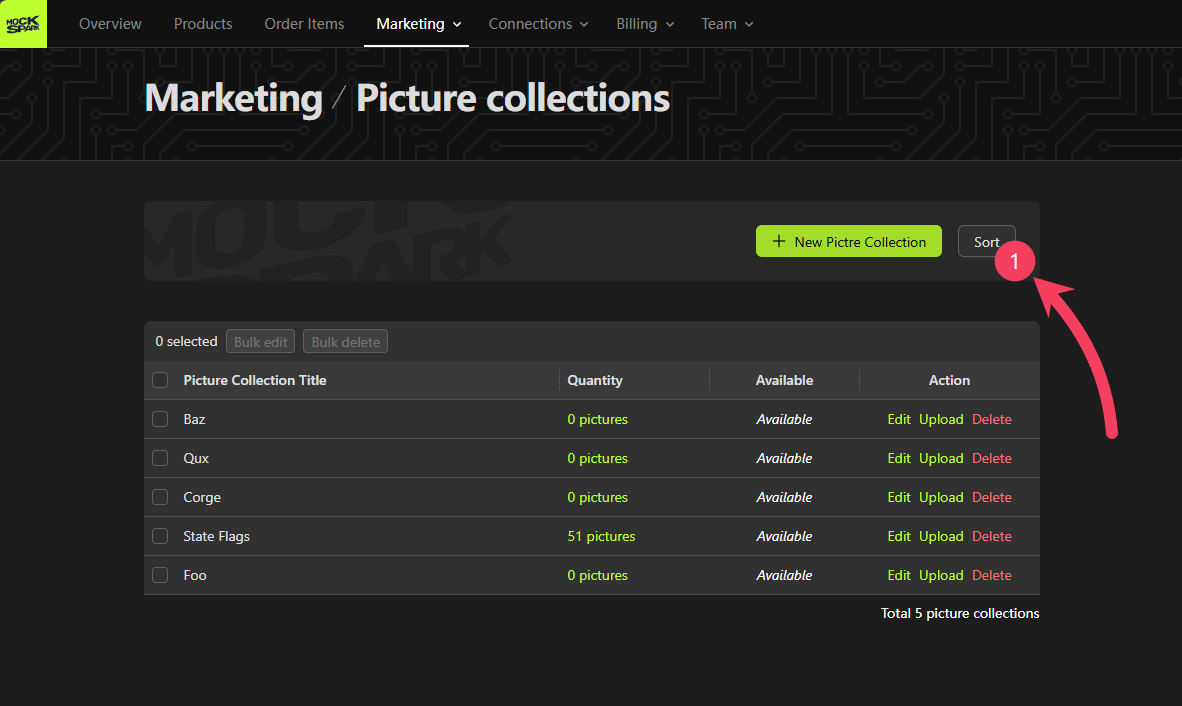 MOCK
SPARK
Overview Products Order Items Marketing Connections Billing Team
Marketing / Picture collections
MOCK
SPARK
+ New Pictre Collection Sort
1
0 selected Bulk edit Bulk delete
Picture Collection Title Quantity Available Action
Baz 0 pictures Available Edit Upload Delete
Qux 0 pictures Available Edit Upload Delete
Corge 0 pictures Available Edit Upload Delete
State Flags 51 pictures Available Edit Upload Delete
Foo 0 pictures Available Edit Upload Delete
Total 5 picture collections